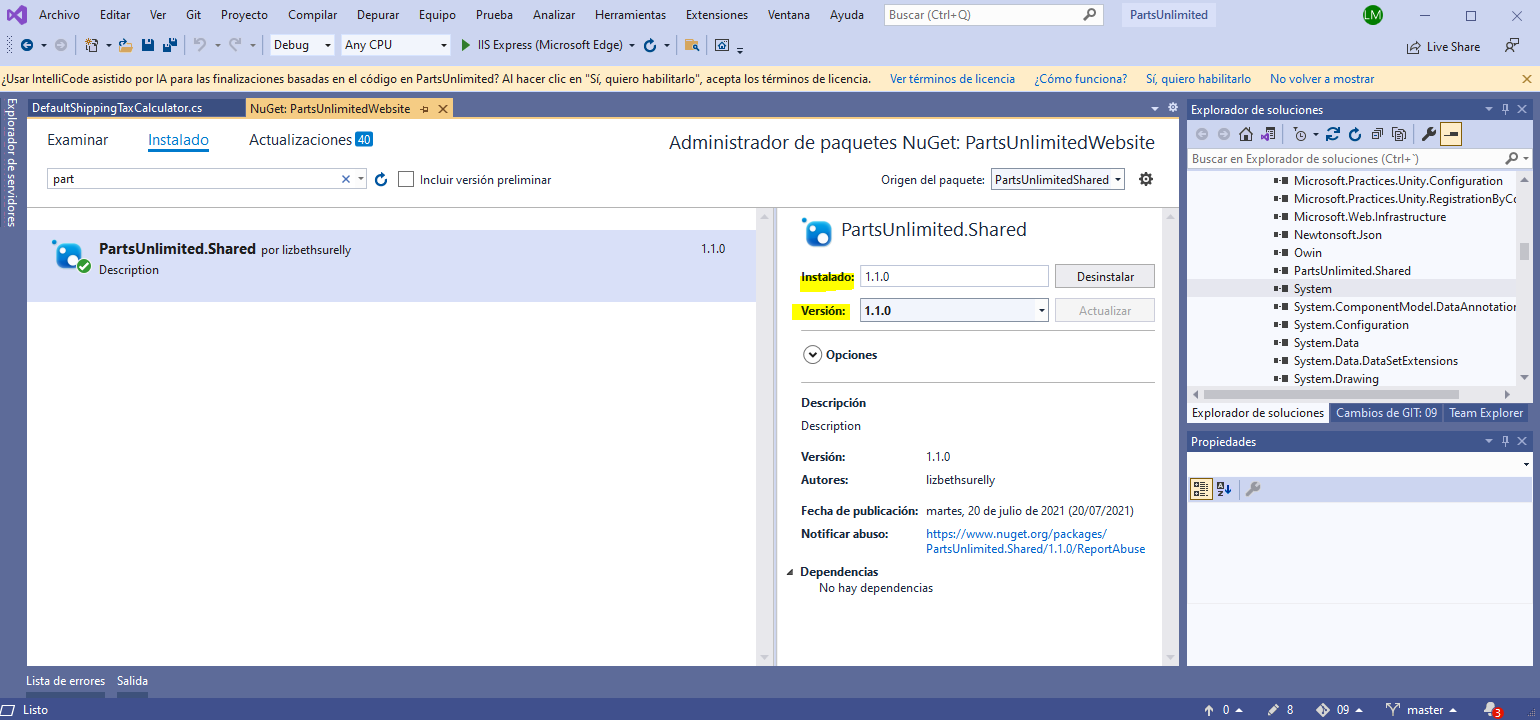 Archivo Editar Ver Git Proyecto Compilar Depurar Equipo Prueba Analizar Herramientas Extensiones Ventana Ayuda Buscar (Ctrl+Q) PartsUnlimited LM
Debug Any CPU IIS Express (Microsoft Edge) Live Share
¿Usar IntelliCode asistido por IA para las finalizaciones basadas en el código en PartsUnlimited? Al hacer clic en "Sí, quiero habilitarlo", acepta los términos de licencia. Ver términos de licencia ¿Cómo funciona? Sí, quiero habilitarlo No volver a mostrar
Explorador de servidores
DefaultShippingTaxCalculator.cs NuGet: PartsUnlimitedWebsite
Examinar Instalado Actualizaciones 40 Administrador de paquetes NuGet: PartsUnlimitedWebsite
part Incluir versión preliminar Origen del paquete: PartsUnlimitedShared
PartsUnlimited.Shared por lizbethsurelly 1.1.0
Description
PartsUnlimited.Shared
Instalado: 1.1.0 Desinstalar
Versión: 1.1.0 Actualizar
Opciones
Descripción
Description
Versión: 1.1.0
Autores: lizbethsurelly
Fecha de publicación: martes, 20 de julio de 2021 (20/07/2021)
Notificar abuso: https://www.nuget.org/packages/
PartsUnlimited.Shared/1.1.0/ReportAbuse
Dependencias
No hay dependencias
Explorador de soluciones
Buscar en Explorador de soluciones (Ctrl+`)
Microsoft.Practices.Unity.Configuration
Microsoft.Practices.Unity.RegistrationByCo
Microsoft.Web.Infrastructure
Newtonsoft.Json
Owin
PartsUnlimited.Shared
System
System.ComponentModel.DataAnnotation
System.Configuration
System.Data
System.Data.DataSetExtensions
System.Drawing
Explorador de soluciones Cambios de GIT: 09 Team Explorer
Propiedades
Lista de errores Salida
Listo 0 8 09 master 3